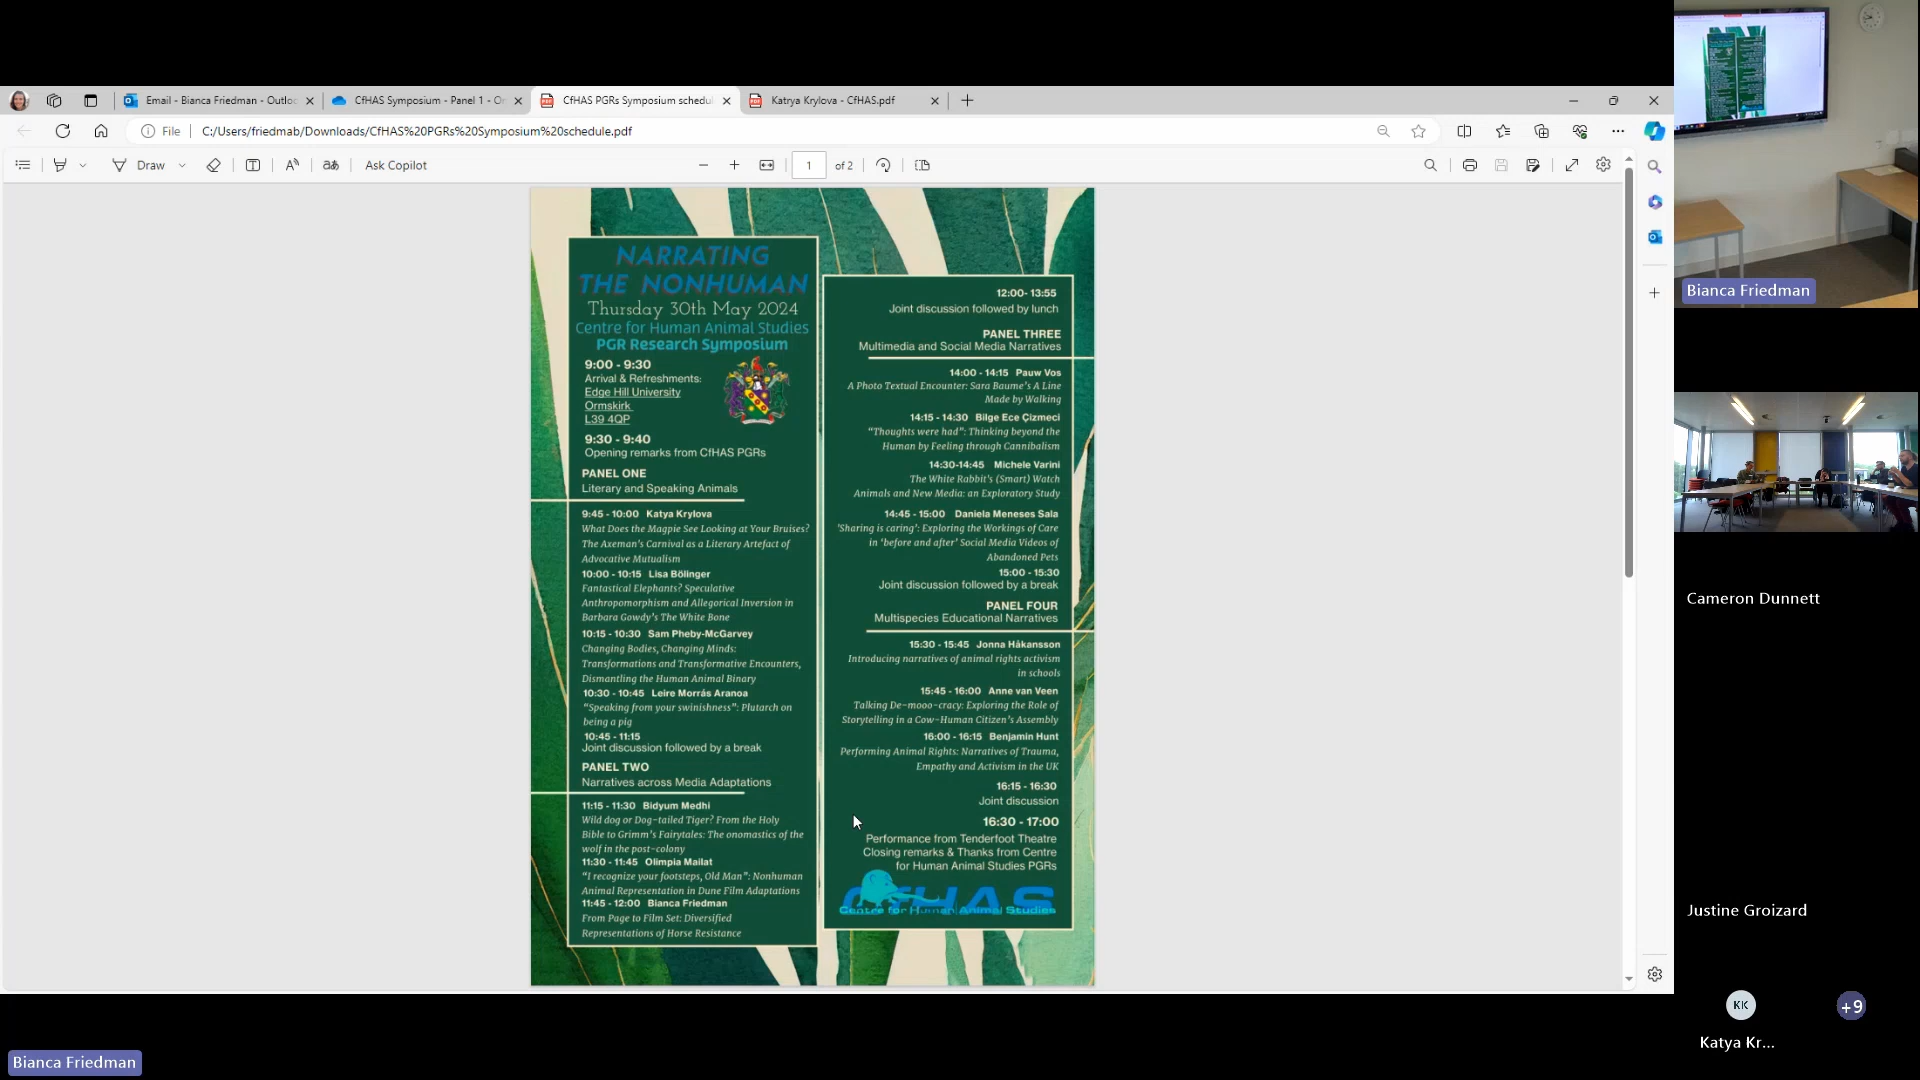 Email - Bianca Friedman - Outloo
CfHAS Symposium - Panel 1 - O
CfHAS PGRs Symposium schedul
Katrya Krylova - CfHAS.pdf
File
C:/Users/friedmab/Downloads/CfHAS%20PGRs%20Symposium%20schedule.pdf
Draw
Ask Copilot
1 of 2
NARRATING
THE NONHUMAN
Thursday 30th May 2024
Centre for Human Animal Studies
PGR Research Symposium
9:00 - 9:30
Arrival & Refreshments:
Edge Hill University
Ormskirk
L39 4QP
9:30 - 9:40
Opening remarks from CfHAS PGRs
PANEL ONE
Literary and Speaking Animals
9:45 - 10:00 Katya Krylova
What Does the Magpie See Looking at Your Bruises?
The Axeman's Carnival as a Literary Artefact of
Advocative Mutualism
10:00 - 10:15 Lisa Bölinger
Fantastical Elephants? Speculative
Anthropomorphism and Allegorical Inversion in
Barbara Gowdy's The White Bone
10:15 - 10:30 Sam Pheby-McGarvey
Changing Bodies, Changing Minds:
Transformations and Transformative Encounters,
Dismantling the Human Animal Binary
10:30 - 10:45 Leire Morrás Aranoa
"Speaking from your swinishness": Plutarch on
being a pig
10:45 - 11:15
Joint discussion followed by a break
PANEL TWO
Narratives across Media Adaptations
11:15 - 11:30 Bidyum Medhi
Wild dog or Dog-tailed Tiger? From the Holy
Bible to Grimm's Fairytales: The onomastics of the
wolf in the post-colony
11:30 - 11:45 Olimpia Mailat
"I recognize your footsteps, Old Man": Nonhuman
Animal Representation in Dune Film Adaptations
11:45 - 12:00 Bianca Friedman
From Page to Film Set: Diversified
Representations of Horse Resistance
12:00- 13:55
Joint discussion followed by lunch
PANEL THREE
Multimedia and Social Media Narratives
14:00 - 14:15 Pauw Vos
A Photo Textual Encounter: Sara Baume's A Line
Made by Walking
14:15 - 14:30 Bilge Ece Çizmeci
"Thoughts were had": Thinking beyond the
Human by Feeling through Cannibalism
14:30-14:45 Michele Varini
The White Rabbit's (Smart) Watch
Animals and New Media: an Exploratory Study
14:45 - 15:00 Daniela Meneses Sala
'Sharing is caring': Exploring the Workings of Care
in 'before and after' Social Media Videos of
Abandoned Pets
15:00 - 15:30
Joint discussion followed by a break
PANEL FOUR
Multispecies Educational Narratives
15:30 - 15:45 Jonna Håkansson
Introducing narratives of animal rights activism
in schools
15:45 - 16:00 Anne van Veen
Talking De-mooo-cracy: Exploring the Role of
Storytelling in a Cow-Human Citizen's Assembly
16:00 - 16:15 Benjamin Hunt
Performing Animal Rights: Narratives of Trauma,
Empathy and Activism in the UK
16:15 - 16:30
Joint discussion
16:30 - 17:00
Performance from Tenderfoot Theatre
Closing remarks & Thanks from Centre
for Human Animal Studies PGRs
CfHAS
Centre for Human Animal Studies
Bianca Friedman
Cameron Dunnett
Justine Groizard
KK
+9
Katya Kr...
Bianca Friedman